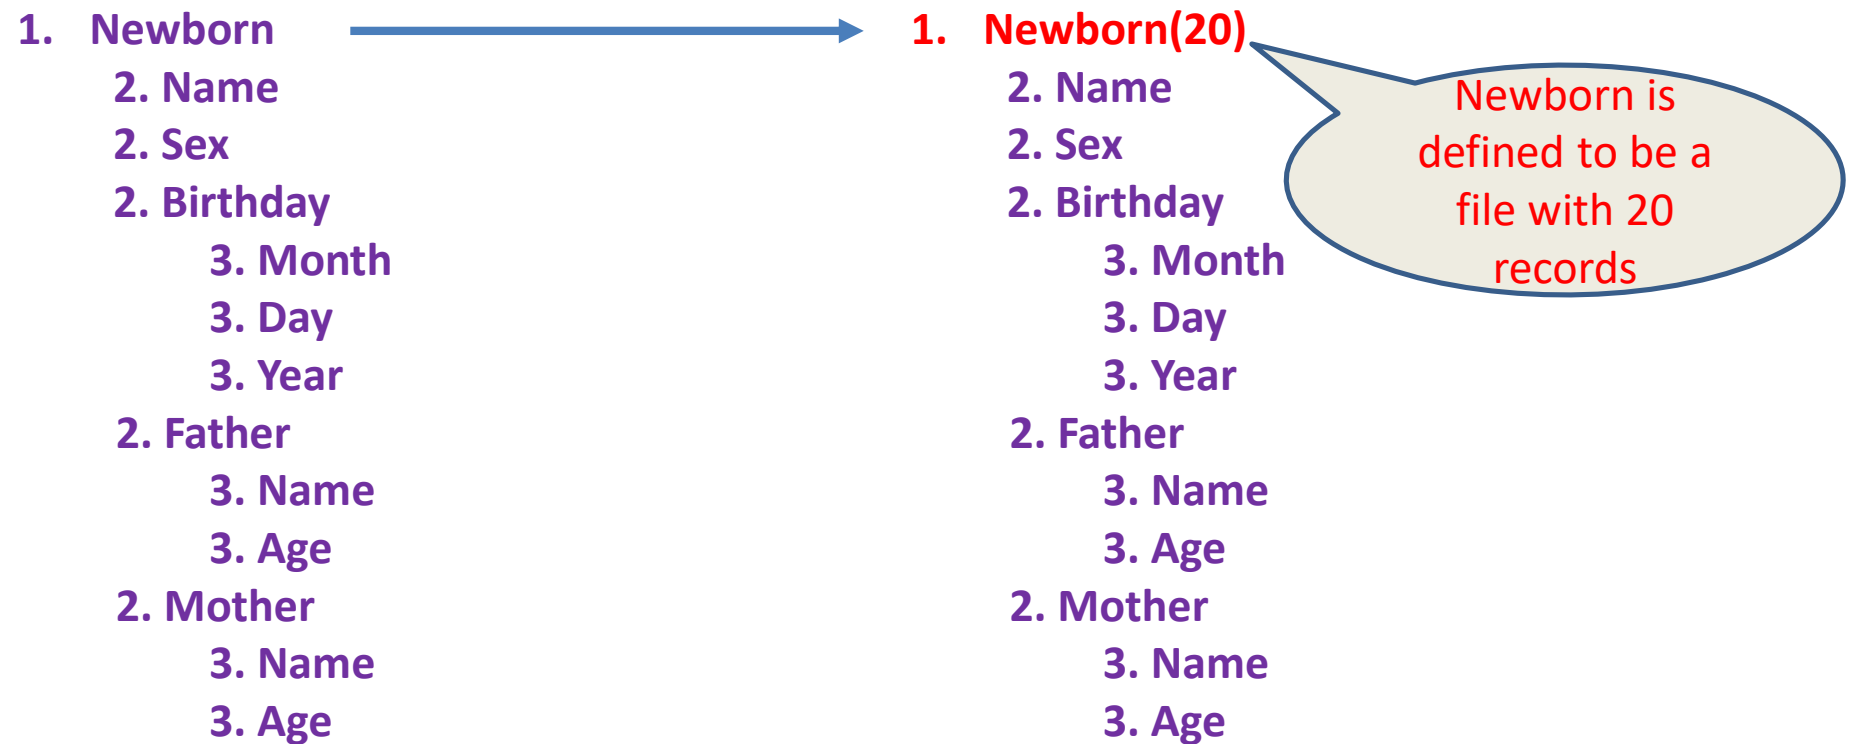 1. Newborn
2. Name
2. Sex
2. Birthday
3. Month
3. Day
3. Year
2. Father
3. Name
3. Age
2. Mother
3. Name
3. Age
1. Newborn(20)
2. Name
2. Sex
2. Birthday
3. Month
3. Day
3. Year
2. Father
3. Name
3. Age
2. Mother
3. Name
3. Age
Newborn is
defined to be a
file with 20
records